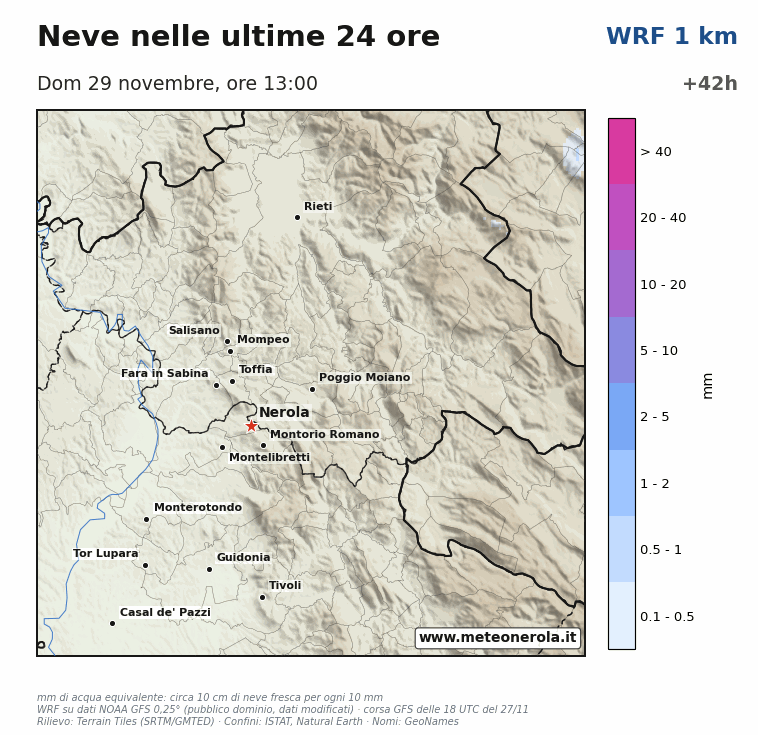 Neve nelle ultime 24 ore
WRF 1 km
Dom 29 novembre, ore 13:00
+42h
> 40
20 - 40
10 - 20
5 - 10
2 - 5
1 - 2
0.5 - 1
0.1 - 0.5
mm
Rieti
Salisano
Mompeo
Fara in Sabina
Toffia
Poggio Moiano
Nerola
Montorio Romano
Montelibretti
Monterotondo
Tor Lupara
Guidonia
Tivoli
Casal de' Pazzi
www.meteonerola.it
mm di acqua equivalente: circa 10 cm di neve fresca per ogni 10 mm
WRF su dati NOAA GFS 0,25° (pubblico dominio, dati modificati) · corsa GFS delle 18 UTC del 27/11
Rilievo: Terrain Tiles (SRTM/GMTED) · Confini: ISTAT, Natural Earth · Nomi: GeoNames